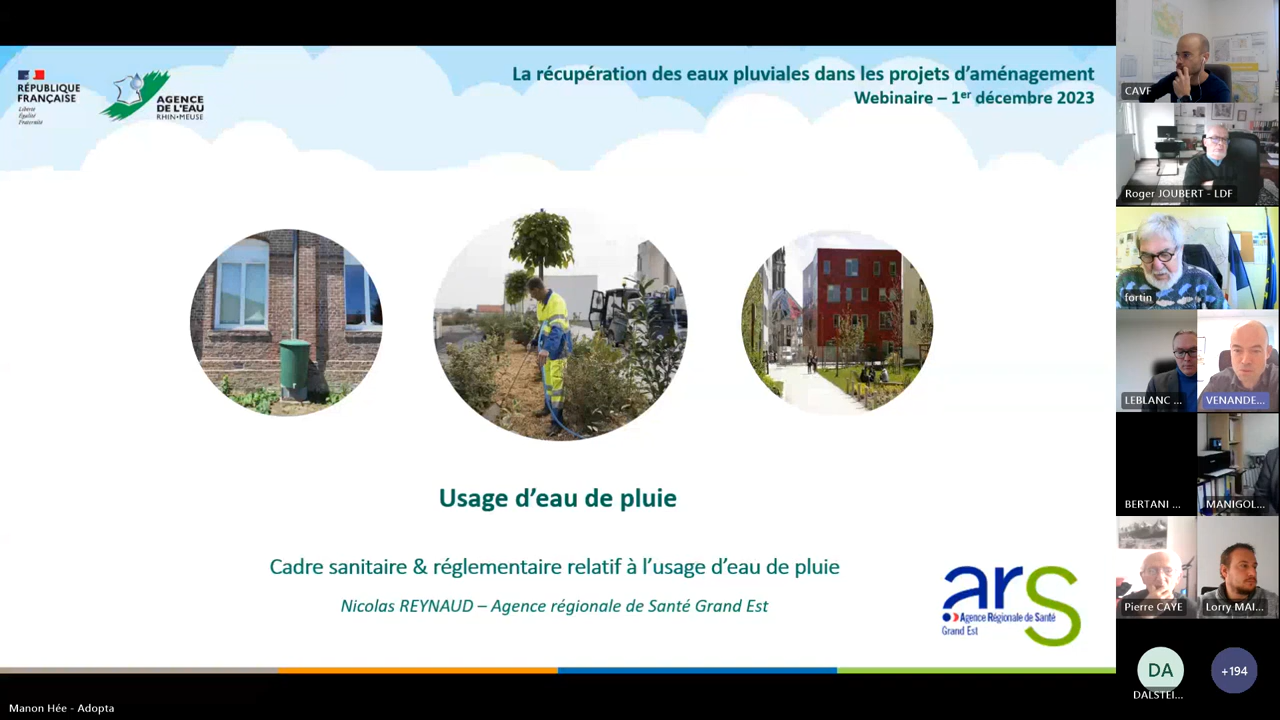 RÉPUBLIQUE
FRANÇAISE
Liberté
Égalité
Fraternité
AGENCE
DE L'EAU
RHIN•MEUSE
La récupération des eaux pluviales dans les projets d'aménagement
Webinaire – 1er décembre 2023
Usage d'eau de pluie
Cadre sanitaire & réglementaire relatif à l'usage d'eau de pluie
Nicolas REYNAUD – Agence régionale de Santé Grand Est
ars
Agence Régionale de Santé
Grand Est
Manon Hée - Adopta
CAVE
Roger JOUBERT - LDF
fortin
LEBLANC ...
VENANDE...
BERTANI ...
MANIGOL...
Pierre CAYE
Lorry MAI...
DA
DALSTEI...
+194